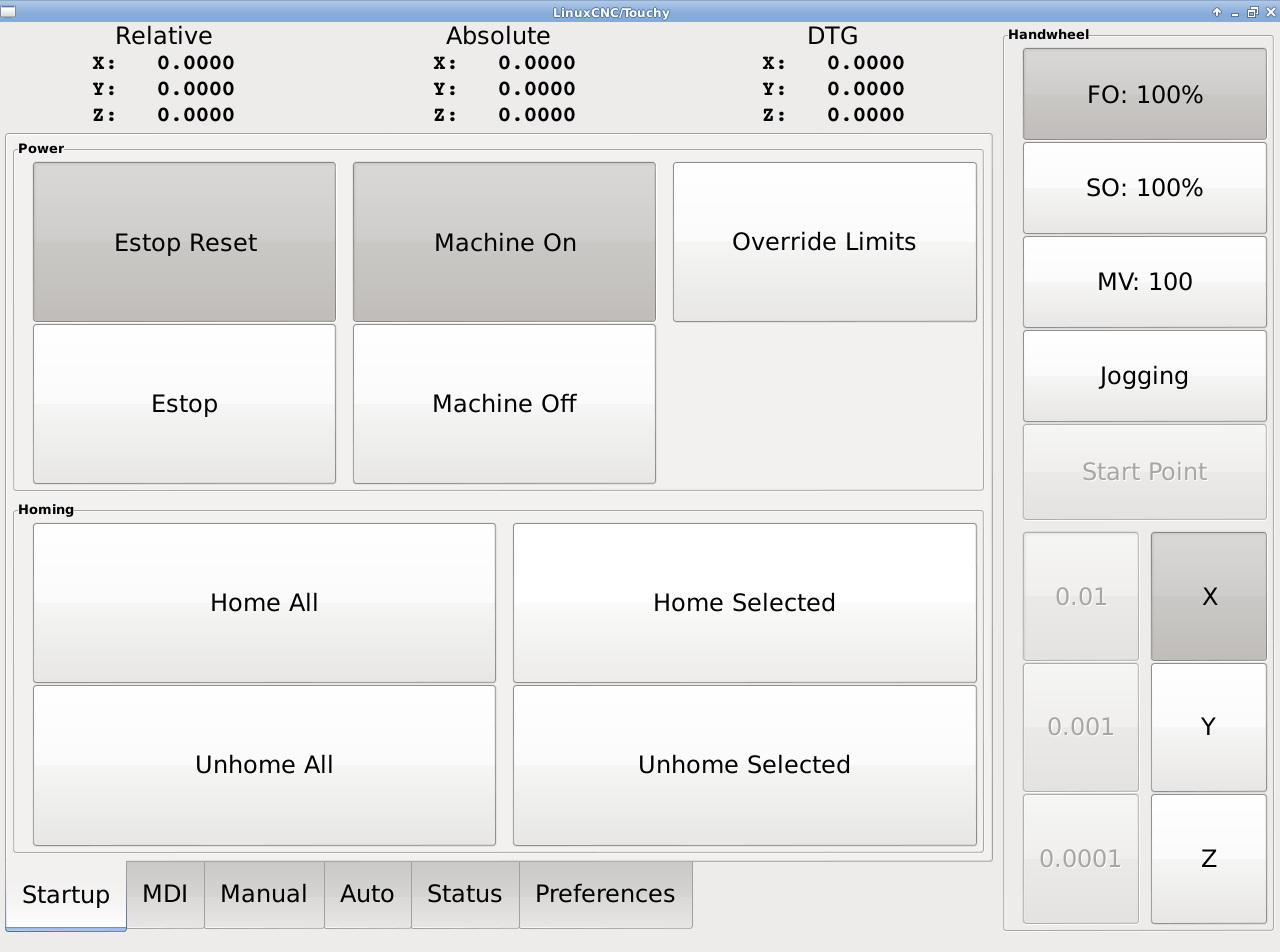 LinuxCNC/Touchy
Relative Absolute DTG
X: 0.0000 X: 0.0000 X: 0.0000
Y: 0.0000 Y: 0.0000 Y: 0.0000
Z: 0.0000 Z: 0.0000 Z: 0.0000
Power
Estop Reset Machine On Override Limits
Estop Machine Off
Homing
Home All Home Selected
Unhome All Unhome Selected
Startup MDI Manual Auto Status Preferences
Handwheel
FO: 100%
SO: 100%
MV: 100
Jogging
Start Point
0.01 X
0.001 Y
0.0001 Z